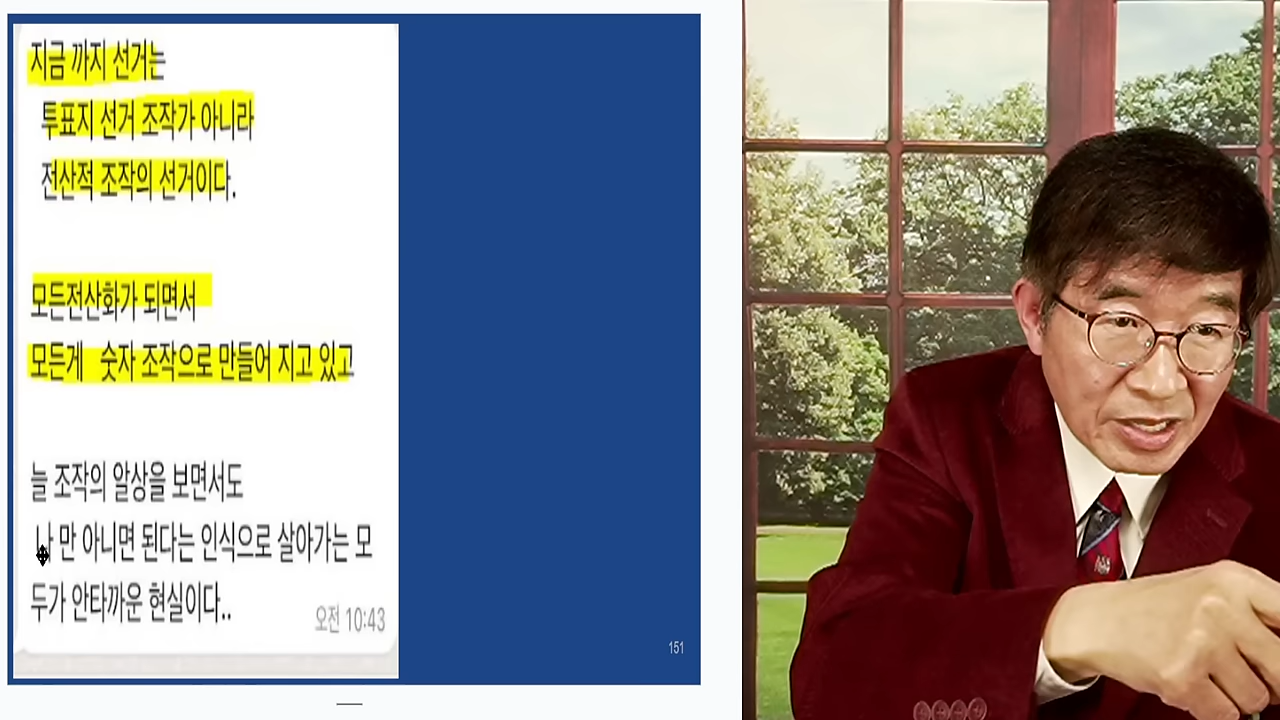 지금 까지 선거는
투표지 선거 조작가 아니라
전산적 조작의 선거이다.
모든전산화가 되면서
모든게 숫자 조작으로 만들어 지고 있고
늘 조작의 알상을 보면서도
나 만 아니면 된다는 인식으로 살아가는 모
두가 안타까운 현실이다..
오전 10:43
151